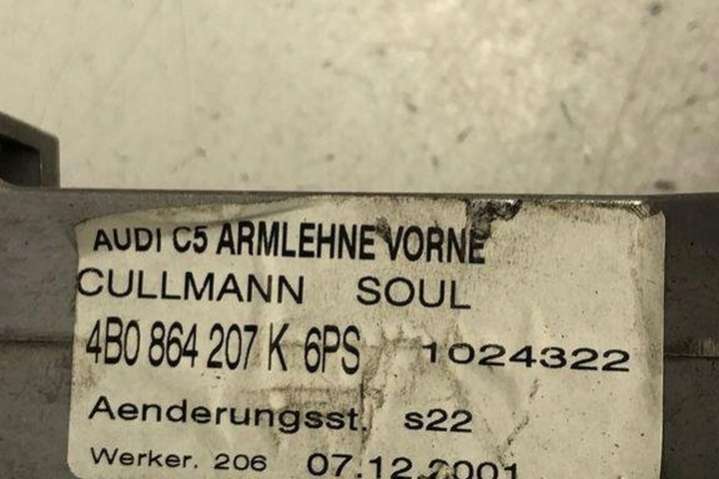 AUDI C5 ARMLEHNE VORNE
CULLMANN SOUL
4B0 864 207 K 6PS 1024322
Aenderungsst. s22
Werker. 206 07.12.2001